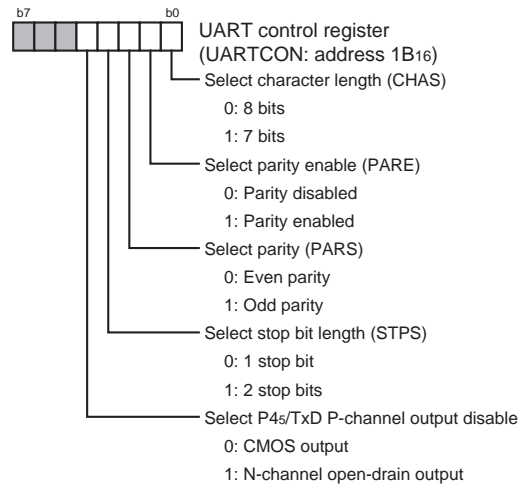 b7 b0
UART control register
(UARTCON: address 1B16)
Select character length (CHAS)
0: 8 bits
1: 7 bits
Select parity enable (PARE)
0: Parity disabled
1: Parity enabled
Select parity (PARS)
0: Even parity
1: Odd parity
Select stop bit length (STPS)
0: 1 stop bit
1: 2 stop bits
Select P45/TxD P-channel output disable
0: CMOS output
1: N-channel open-drain output